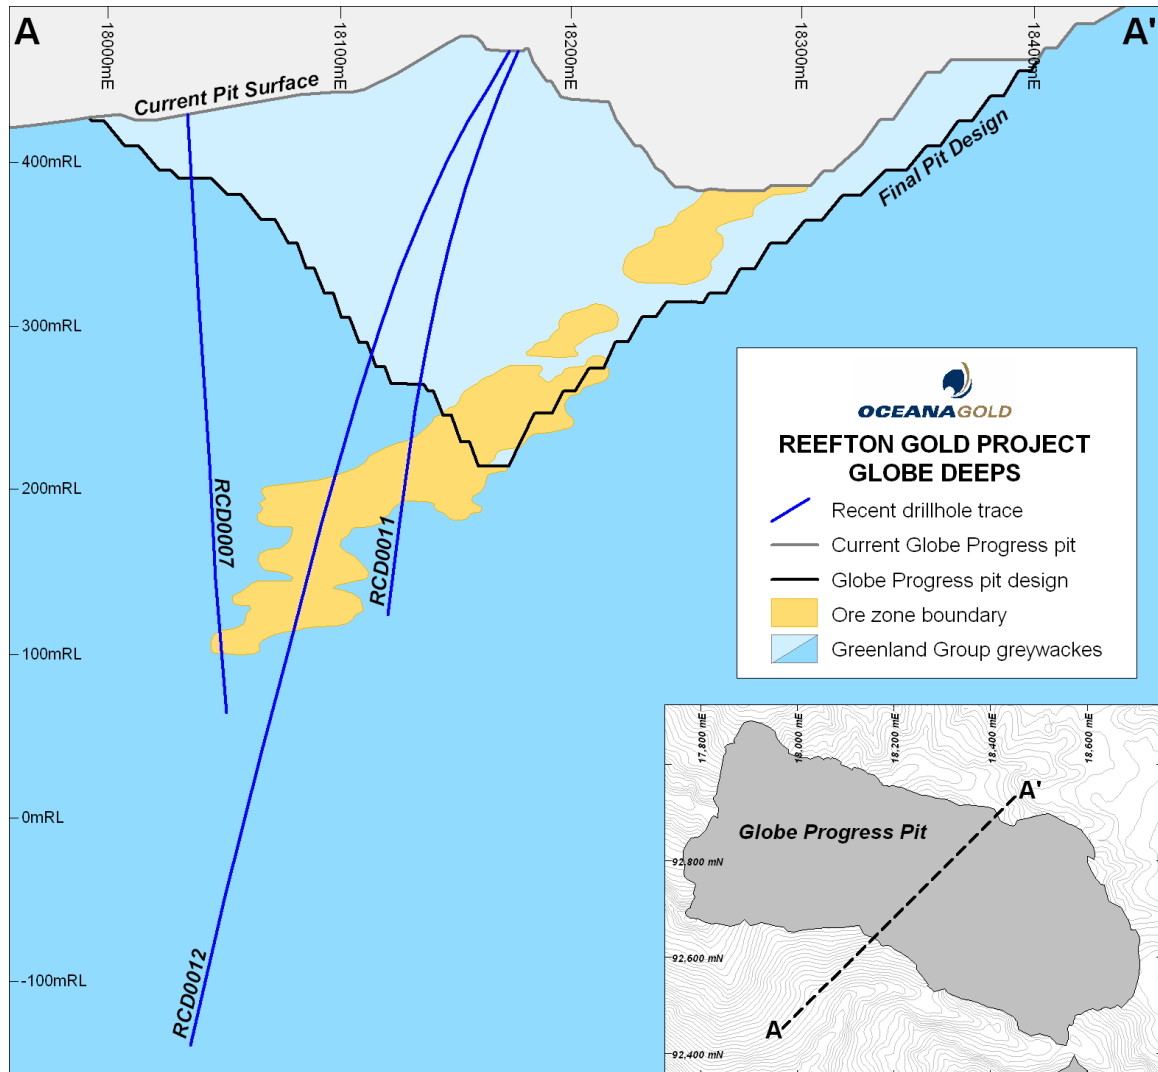 A
A'
18000mE
18100mE
18200mE
18300mE
18400mE
Current Pit Surface
Final Pit Design
400mRL
300mRL
200mRL
100mRL
0mRL
-100mRL
RCD0007
RCD0011
RCD0012
OCEANAGOLD
REEFTON GOLD PROJECT
GLOBE DEEPS
Recent drillhole trace
Current Globe Progress pit
Globe Progress pit design
Ore zone boundary
Greenland Group greywackes
17,800 mE
18,000 mE
18,200 mE
18,400 mE
18,600 mE
A'
Globe Progress Pit
92,800 mN
92,600 mN
A
92,400 mN